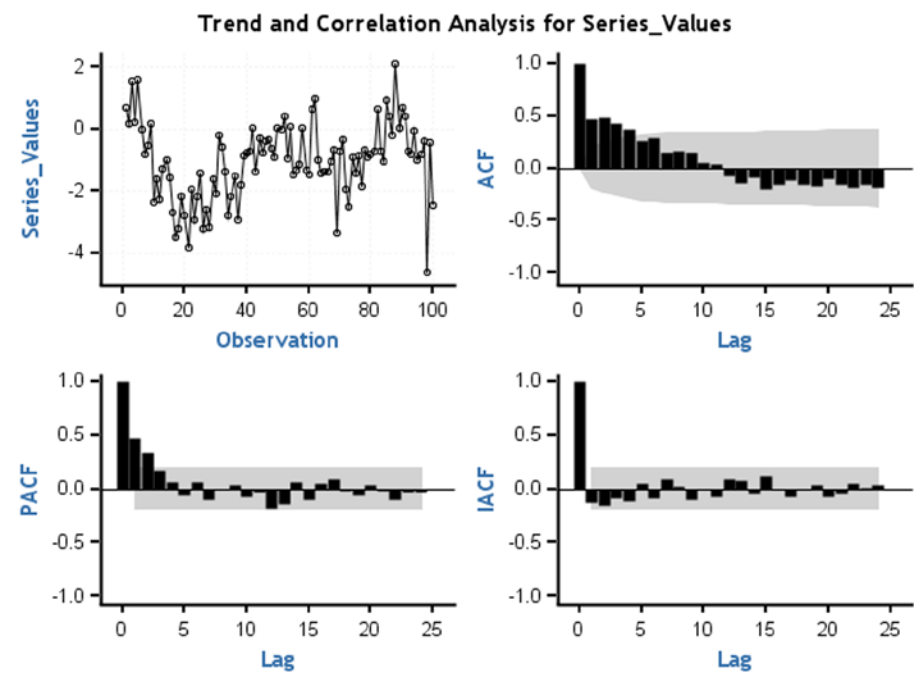 Trend and Correlation Analysis for Series_Values
Series_Values
2
0
-2
-4
0 20 40 60 80 100
Observation
ACF
1.0
0.5
0.0
-0.5
-1.0
0 5 10 15 20 25
Lag
PACF
1.0
0.5
0.0
-0.5
-1.0
0 5 10 15 20 25
Lag
IACF
1.0
0.5
0.0
-0.5
-1.0
0 5 10 15 20 25
Lag